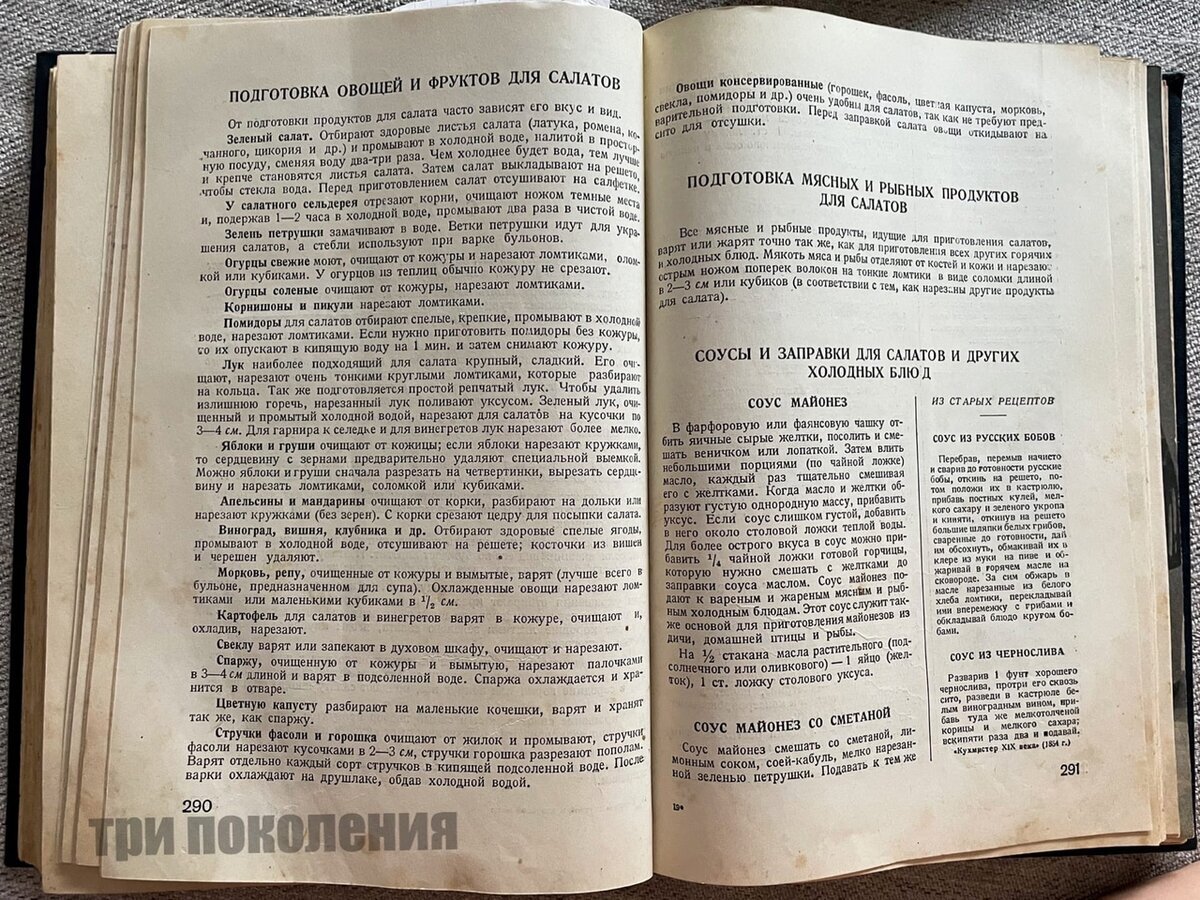 ПОДГОТОВКА ОВОЩЕЙ И ФРУКТОВ ДЛЯ САЛАТОВ
От подготовки продуктов для салата часто зависят его вкус и вид.
Зеленый салат. Отбирают здоровые листья салата (латука, ромена, ко-
чанного, цикория и др.) и промывают в холодной воде, налитой в простор-
ную посуду, сменяя воду два-три раза. Чем холоднее будет вода, тем лучше
и крепче становятся листья салата. Затем салат выкладывают на решето,
чтобы стекла вода. Перед приготовлением салат отсушивают на салфетке.
У салатного сельдерея отрезают корни, очищают ножом темные места
и, подержав 1—2 часа в холодной воде, промывают два раза в чистой воде.
Зелень петрушки замачивают в воде. Ветки петрушки идут для укра-
шения салатов, а стебли используют при варке бульонов.
Огурцы свежие моют, очищают от кожуры и нарезают ломтиками, солом-
кой или кубиками. У огурцов из теплиц обычно кожуру не срезают.
Огурцы соленые очищают от кожуры, нарезают ломтиками.
Корнишоны и пикули нарезают ломтиками.
Помидоры для салатов отбирают спелые, крепкие, промывают в холодной
воде, нарезают ломтиками. Если нужно приготовить помидоры без кожуры,
то их опускают в кипящую воду на 1 мин. и затем снимают кожуру.
Лук наиболее подходящий для салата крупный, сладкий. Его очи-
щают, нарезают очень тонкими круглыми ломтиками, которые разбирают
на кольца. Так же подготовляется простой репчатый лук. Чтобы удалить
излишнюю горечь, нарезанный лук поливают уксусом. Зеленый лук, очи-
щенный и промытый холодной водой, нарезают для салатов на кусочки по
3—4 см. Для гарнира к селедке и для винегретов лук нарезают более мелко.
Яблоки и груши очищают от кожицы; если яблоки нарезают кружками,
то сердцевину с зернами предварительно удаляют специальной выемкой.
Можно яблоки и груши сначала разрезать на четвертинки, вырезать сердце-
вину и нарезать ломтиками, соломкой или кубиками.
Апельсины и мандарины очищают от корки, разбирают на дольки или
нарезают кружками (без зерен). С корки срезают цедру для посыпки салата.
Виноград, вишня, клубника и др. Отбирают здоровые спелые ягоды,
промывают в холодной воде, отсушивают на решете; косточки из вишен
и черешен удаляют.
Морковь, репу, очищенные от кожуры и вымытые, варят (лучше всего в
бульоне, предназначенном для супа). Охлажденные овощи нарезают лом-
тиками или маленькими кубиками в 1/2 см.
Картофель для салатов и винегретов варят в кожуре, очищают и,
охладив, нарезают.
Свеклу варят или запекают в духовом шкафу, очищают и нарезают.
Спаржу, очищенную от кожуры и вымытую, нарезают палочками
в 3—4 см длиной и варят в подсоленной воде. Спаржа охлаждается и хра-
нится в отваре.
Цветную капусту разбирают на маленькие кочешки, варят и хранят
так же, как спаржу.
Стручки фасоли и горошка очищают от жилок и промывают, стручки
фасоли нарезают кусочками в 2—3 см, стручки горошка разрезают пополам.
Варят отдельно каждый сорт стручков в кипящей подсоленной воде. После
варки охлаждают на друшлаке, обдав холодной водой.
290
три поколения
Овощи консервированные (горошек, фасоль, цветная капуста, морковь,
свекла, помидоры и др.) очень удобны для салатов, так как не требуют пред-
варительной подготовки. Перед заправкой салата овощи откидывают на
сито для отсушки.
ПОДГОТОВКА МЯСНЫХ И РЫБНЫХ ПРОДУКТОВ
ДЛЯ САЛАТОВ
Все мясные и рыбные продукты, идущие для приготовления салатов,
варят или жарят точно так же, как для приготовления всех других горячих
и холодных блюд. Мякоть мяса и рыбы отделяют от костей и кожи и нарезают
острым ножом поперек волокон на тонкие ломтики в виде соломки длиной
в 2—3 см или кубиков (в соответствии с тем, как нарезаны другие продукты
для салата).
СОУСЫ И ЗАПРАВКИ ДЛЯ САЛАТОВ И ДРУГИХ
ХОЛОДНЫХ БЛЮД
СОУС МАЙОНЕЗ
В фарфоровую или фаянсовую чашку от-
бить яичные сырые желтки, посолить и сме-
шать веничком или лопаткой. Затем влить
небольшими порциями (по чайной ложке)
масло, каждый раз тщательно смешивая
его с желтками. Когда масло и желтки об-
разуют густую однородную массу, прибавить
уксус. Если соус слишком густой, добавить
в него около столовой ложки теплой воды.
Для более острого вкуса в соус можно при-
бавить 1/4 чайной ложки готовой горчицы,
которую нужно смешать с желтками до
заправки соуса маслом. Соус майонез по-
дают к вареным и жареным мясным и рыб-
ным холодным блюдам. Этот соус служит так-
же основой для приготовления майонезов из
дичи, домашней птицы и рыбы.
На 1/2 стакана масла растительного (под-
солнечного или оливкового) — 1 яйцо (жел-
ток), 1 ст. ложку столового уксуса.
СОУС МАЙОНЕЗ СО СМЕТАНОЙ
Соус майонез смешать со сметаной, ли-
монным соком, соей-кабуль, мелко нарезан-
ной зеленью петрушки. Подавать к тем же
19*
ИЗ СТАРЫХ РЕЦЕПТОВ
СОУС ИЗ РУССКИХ БОБОВ
Перебрав, перемыв начисто
и сварив до готовности русские
бобы, откинь на решето, по-
том положи их в кастрюлю,
прибавь постных кулей, мел-
кого сахару и зеленого укропа
и кипяти, откинув на решето
большие шляпки белых грибов,
сваренные до готовности, дай
им обсохнуть, обмакивай их в
кляре из муки на пиве и об-
жаривай в горячем масле на
сковороде. За сим обжарь в
масле нарезанные из белого
хлеба ломтики, перекладывай
ими вперемежку с грибами и
обкладывай блюдо кругом бо-
бами.
СОУС ИЗ ЧЕРНОСЛИВА
Разварив 1 фунт хорошего
чернослива, протри его сквозь
сито, разведи в кастрюле бе-
лым виноградным вином, при-
бавь туда же мелкотолченой
корицы и мелкого сахара;
вскипяти раза два и подавай.
«Кухмистер XIX века» (1854 г.)
291